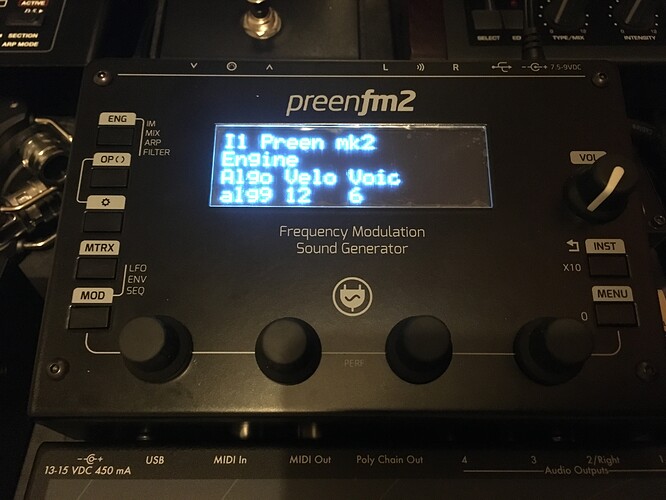 ACTIVE
SECTION
ARP MODE
SELECT
TYPE/MIX
INTENSITY
L R 7.5-9VDC
preenfm2
ENG
IM
MIX
ARP
FILTER
OP
MTRX
LFO
ENV
SEQ
MOD
I1 Preen mk2
Engine
Algo Velo Voic
alg9 12 6
Frequency Modulation
Sound Generator
VOL
INST
X10
MENU
0
PERF
13-15 VDC 450 mA
USB
MIDI In
MIDI Out
Poly Chain Out
4
3
2/Right
1
Audio Outputs